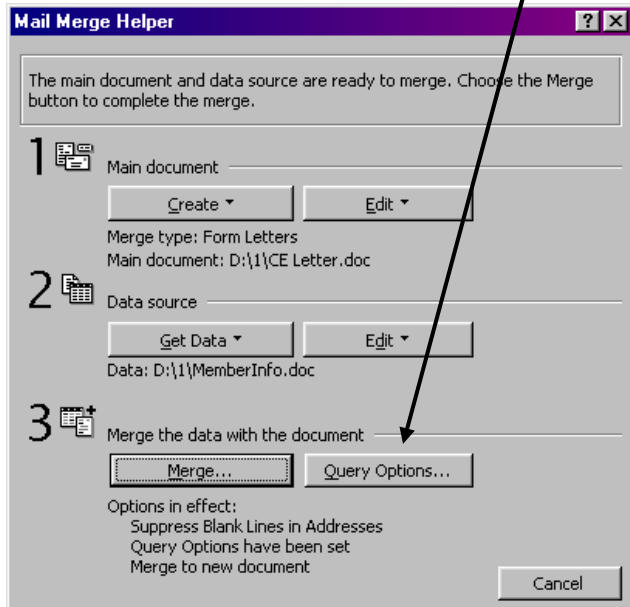 Mail Merge Helper
The main document and data source are ready to merge. Choose the Merge
button to complete the merge.
1
Main document
Create
Edit
Merge type: Form Letters
Main document: D:\1\CE Letter.doc
2
Data source
Get Data
Edit
Data: D:\1\MemberInfo.doc
3
Merge the data with the document
Merge...
Query Options...
Options in effect:
Suppress Blank Lines in Addresses
Query Options have been set
Merge to new document
Cancel